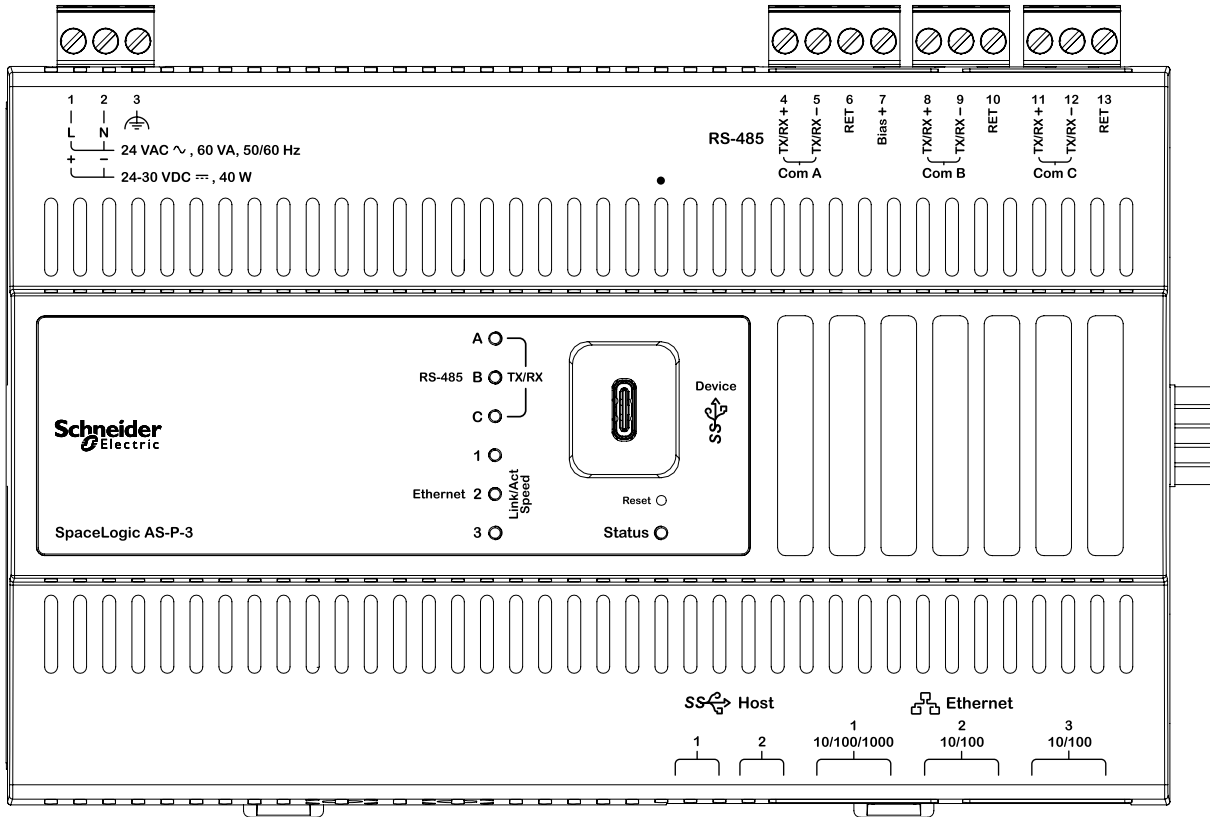 1 2 3
L N
+ −
24 VAC ∿ , 60 VA, 50/60 Hz
24-30 VDC ⎓ , 40 W
RS-485
4 5 6 7 8 9 10 11 12 13
TX/RX +
TX/RX −
RET
Bias +
TX/RX +
TX/RX −
RET
TX/RX +
TX/RX −
RET
Com A
Com B
Com C
Schneider
Electric
SpaceLogic AS-P-3
A
RS-485 B TX/RX
C
1
Ethernet 2
3
Link/Act
Speed
Device
SS
Reset
Status
SS Host
1 2
Ethernet
1
10/100/1000
2
10/100
3
10/100